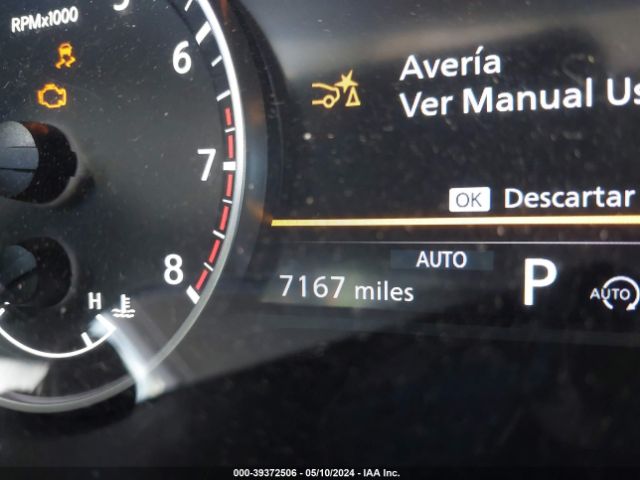 RPMx1000
6
7
8
H
Avería
Ver Manual Us
OK Descartar
AUTO
7167 miles
P
AUTO
000-39372506 - 05/10/2024 - IAA Inc.